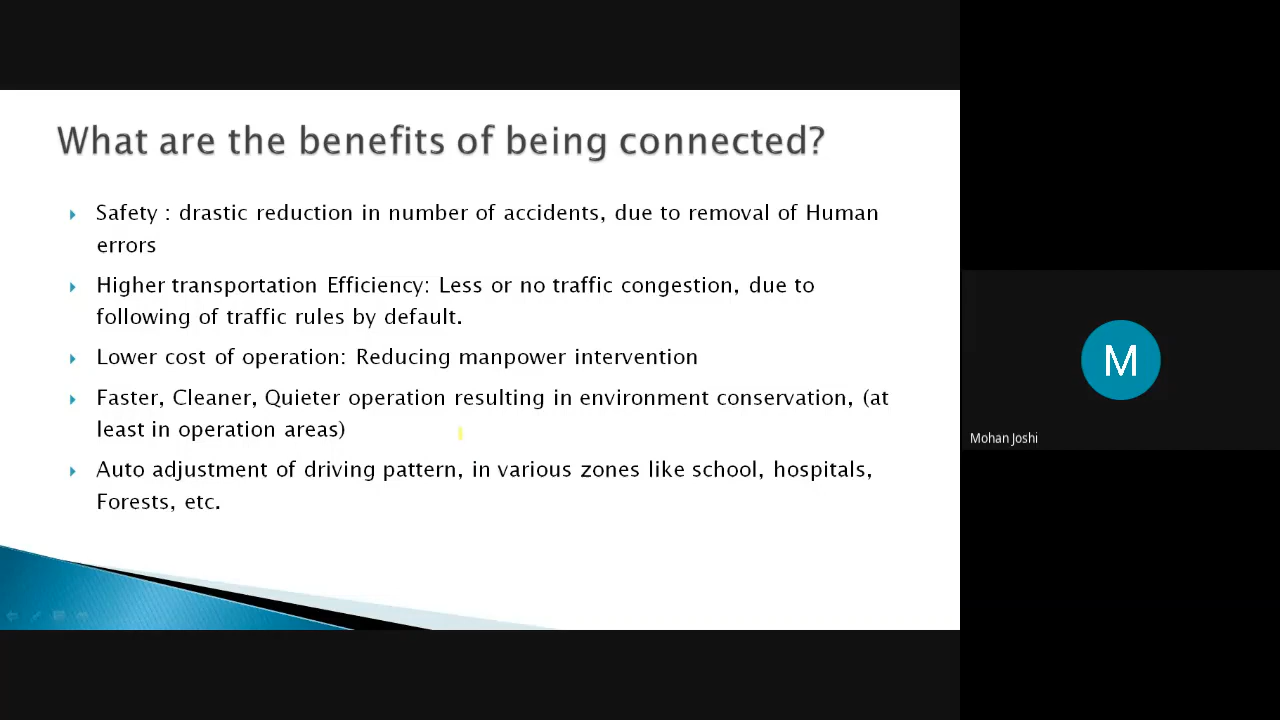 What are the benefits of being connected?
Safety : drastic reduction in number of accidents, due to removal of Human
errors
Higher transportation Efficiency: Less or no traffic congestion, due to
following of traffic rules by default.
Lower cost of operation: Reducing manpower intervention
Faster, Cleaner, Quieter operation resulting in environment conservation, (at
least in operation areas)
Auto adjustment of driving pattern, in various zones like school, hospitals,
Forests, etc.
M
Mohan Joshi